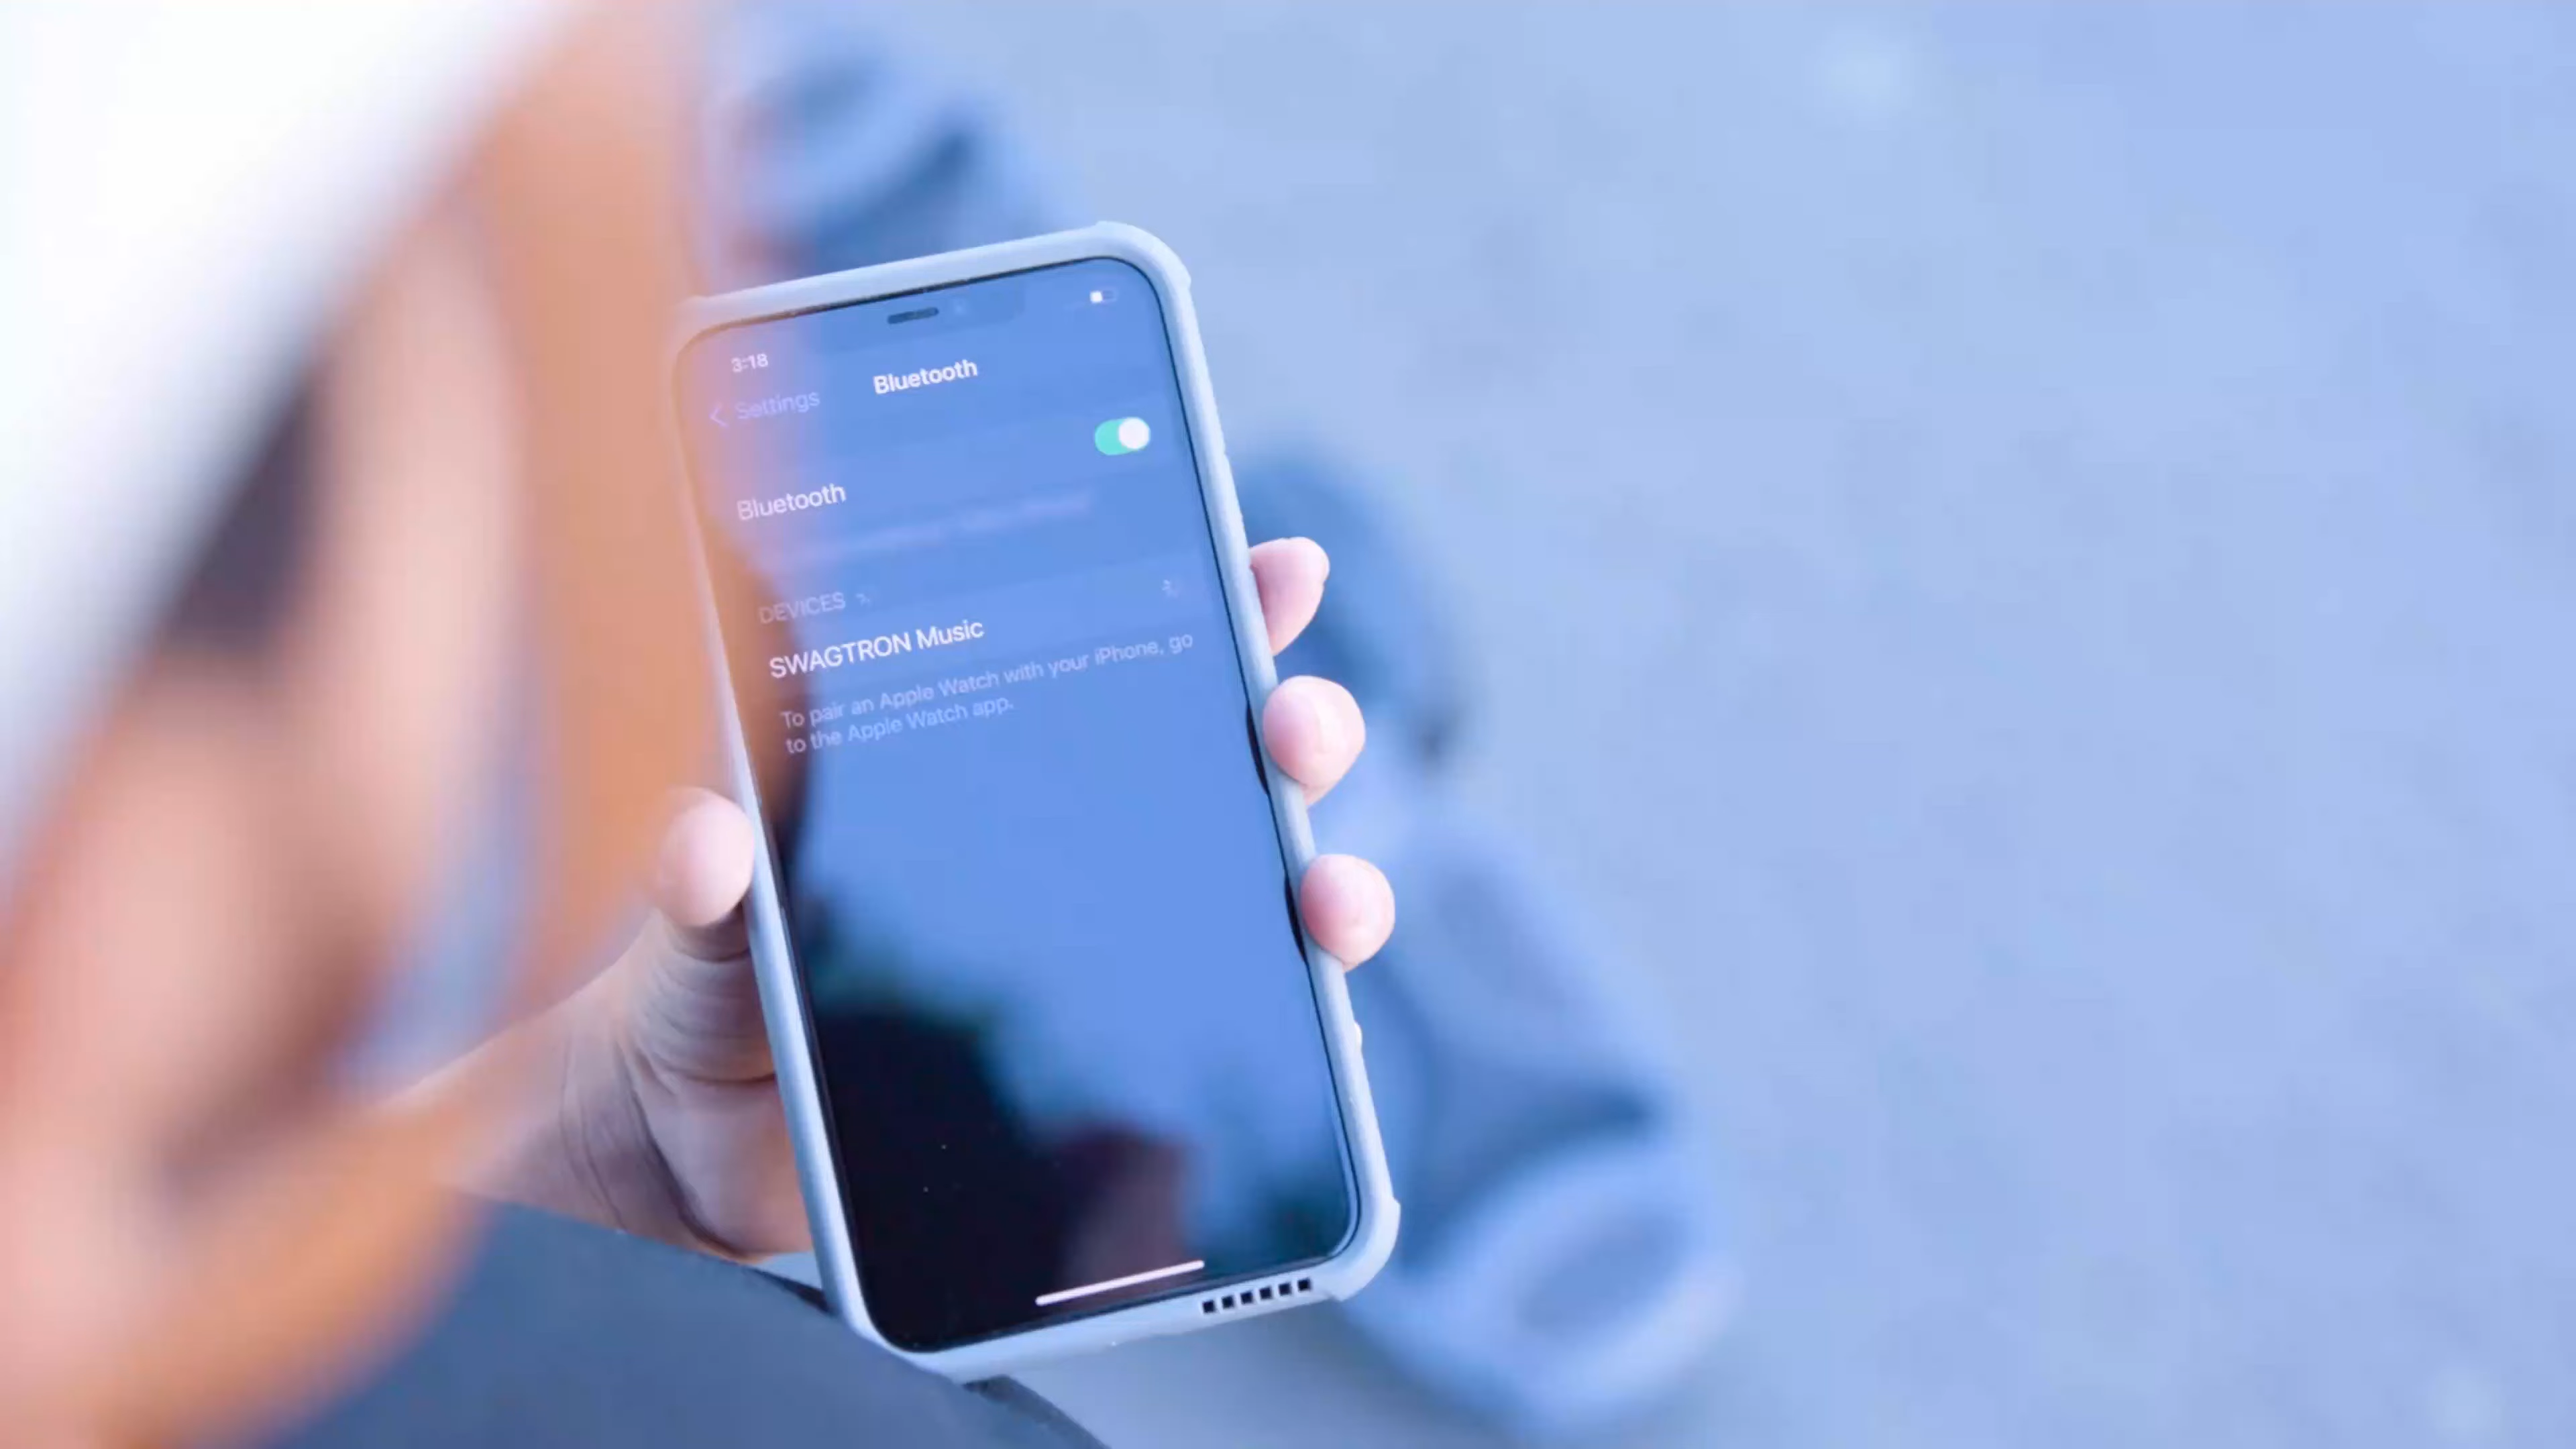 3:18
Settings
Bluetooth
Bluetooth
DEVICES
SWAGTRON Music
To pair an Apple Watch with your iPhone, go
to the Apple Watch app.